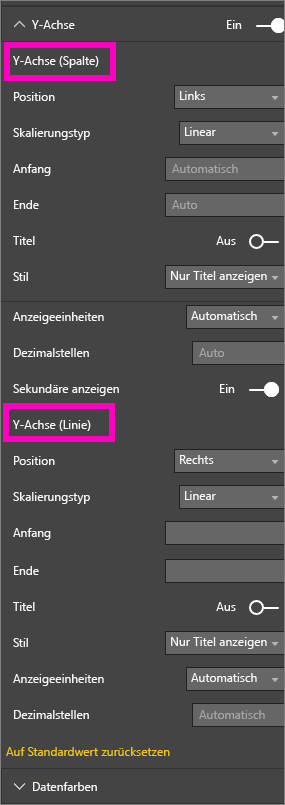 Y-Achse Ein
Y-Achse (Spalte)
Position Links
Skalierungstyp Linear
Anfang Automatisch
Ende Auto
Titel Aus
Stil Nur Titel anzeigen
Anzeigeeinheiten Automatisch
Dezimalstellen Auto
Sekundäre anzeigen Ein
Y-Achse (Linie)
Position Rechts
Skalierungstyp Linear
Anfang
Ende
Titel Aus
Stil Nur Titel anzeigen
Anzeigeeinheiten Automatisch
Dezimalstellen Automatisch
Auf Standardwert zurücksetzen
Datenfarben